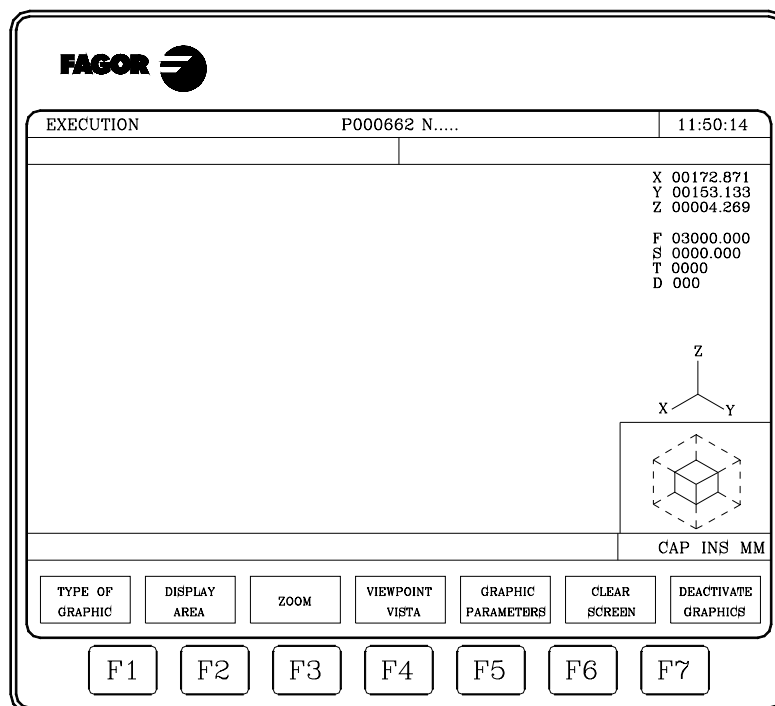 FAGOR
EXECUTION P000662 N..... 11:50:14
X 00172.871
Y 00153.133
Z 00004.269
F 03000.000
S 0000.000
T 0000
D 000
Z
X Y
CAP INS MM
TYPE OF GRAPHIC
DISPLAY AREA
ZOOM
VIEWPOINT VISTA
GRAPHIC PARAMETERS
CLEAR SCREEN
DEACTIVATE GRAPHICS
F1 F2 F3 F4 F5 F6 F7